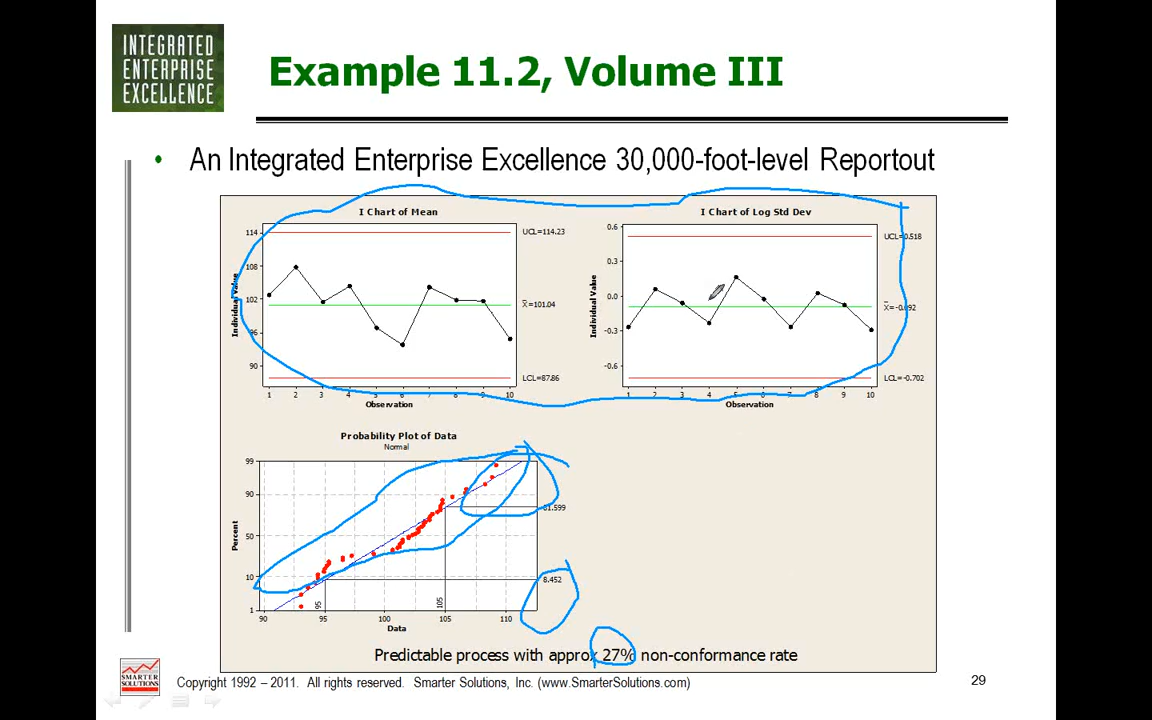 INTEGRATED
ENTERPRISE
EXCELLENCE
Example 11.2, Volume III
• An Integrated Enterprise Excellence 30,000-foot-level Reportout
I Chart of Mean
114
108
102
96
90
Individual Value
UCL=114.23
X=101.04
LCL=87.86
1 2 3 4 5 6 7 8 9 10
Observation
I Chart of Log Std Dev
0.6
0.3
0.0
-0.3
-0.6
Individual Value
UCL=0.518
X=-0.092
LCL=-0.702
1 2 3 4 5 6 7 8 9 10
Observation
Probability Plot of Data
Normal
99
90
50
10
1
Percent
81.599
8.452
95
105
90 95 100 105 110
Data
Predictable process with approx 27% non-conformance rate
SMARTER
SOLUTIONS
Copyright 1992 – 2011. All rights reserved. Smarter Solutions, Inc. (www.SmarterSolutions.com)
29